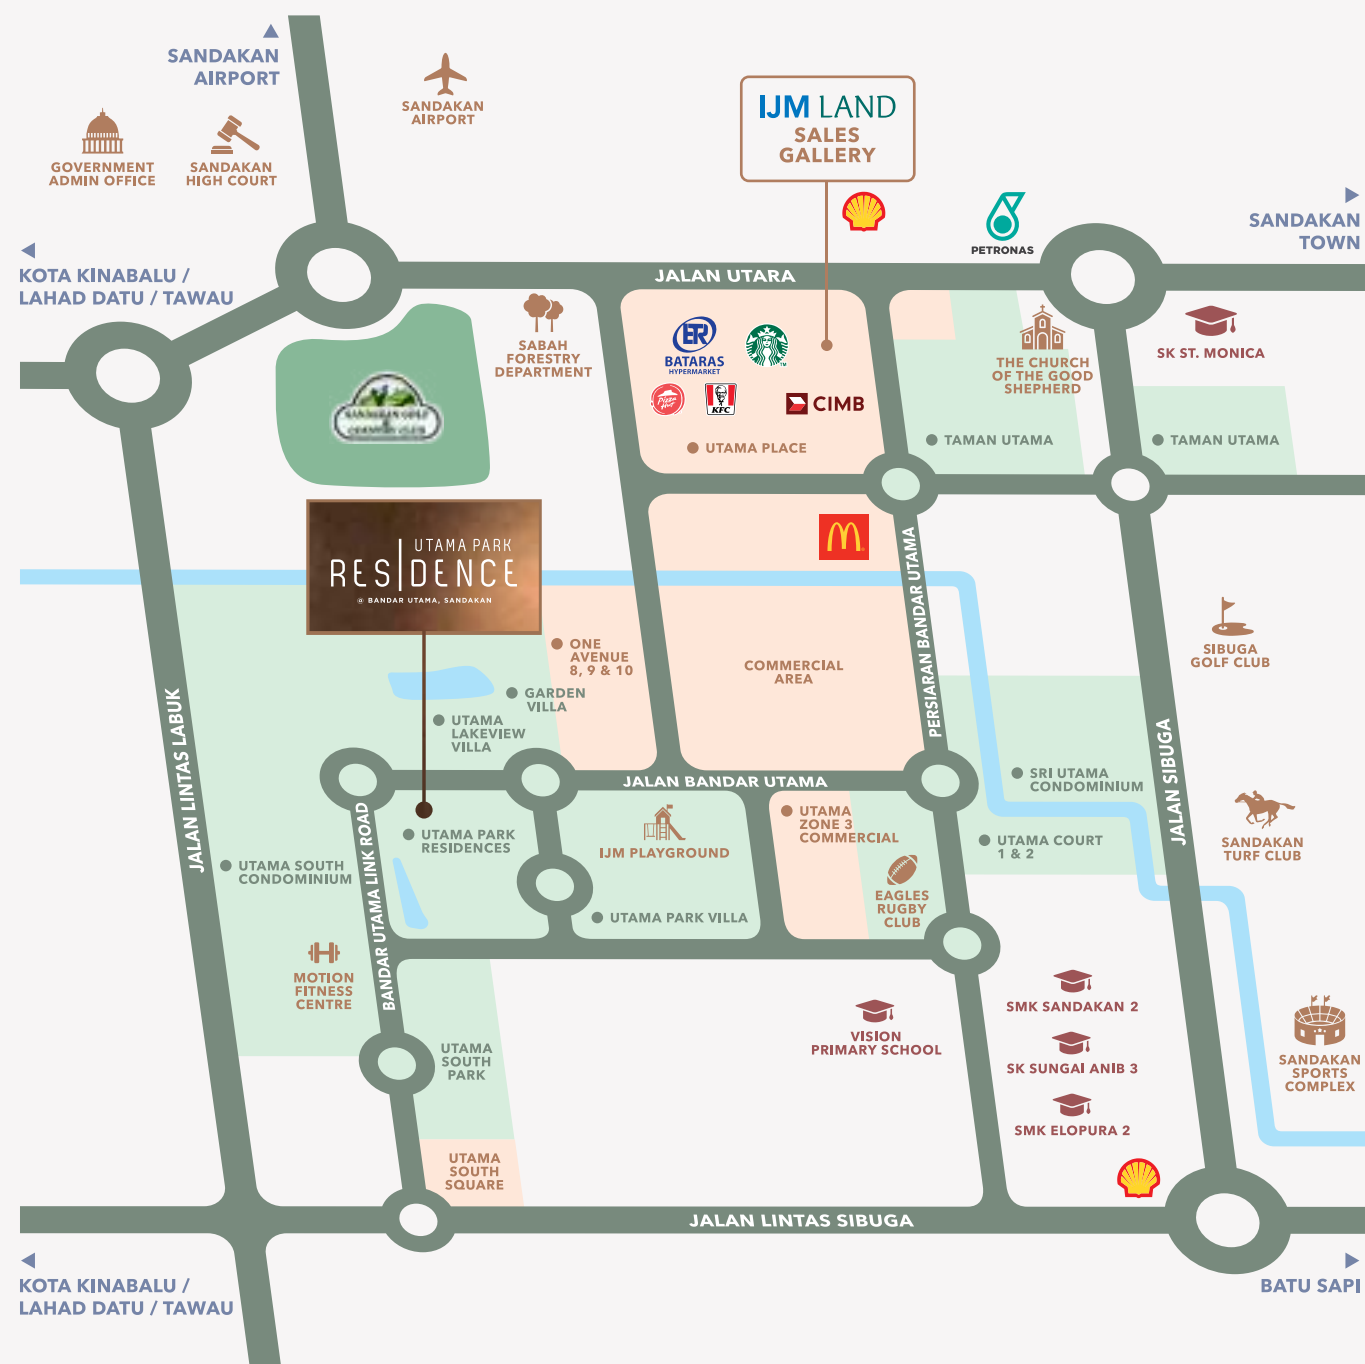 SANDAKAN
AIRPORT
SANDAKAN
AIRPORT
GOVERNMENT
ADMIN OFFICE
SANDAKAN
HIGH COURT
IJM LAND
SALES
GALLERY
PETRONAS
SANDAKAN
TOWN
KOTA KINABALU /
LAHAD DATU / TAWAU
JALAN UTARA
SABAH
FORESTRY
DEPARTMENT
BATARAS
HYPERMARKET
Pizza
Hut
KFC
CIMB
UTAMA PLACE
THE CHURCH
OF THE GOOD
SHEPHERD
SK ST. MONICA
TAMAN UTAMA
TAMAN UTAMA
SANDAKAN GOLF
&
COUNTRY CLUB
UTAMA PARK
RESIDENCE
@ BANDAR UTAMA, SANDAKAN
PERSIARAN BANDAR UTAMA
ONE
AVENUE
8, 9 & 10
COMMERCIAL
AREA
SIBUGA
GOLF CLUB
GARDEN
VILLA
UTAMA
LAKEVIEW
VILLA
JALAN LINTAS LABUK
JALAN BANDAR UTAMA
SRI UTAMA
CONDOMINIUM
JALAN SIBUGA
UTAMA PARK
RESIDENCES
IJM PLAYGROUND
UTAMA
ZONE 3
COMMERCIAL
UTAMA COURT
1 & 2
SANDAKAN
TURF CLUB
UTAMA SOUTH
CONDOMINIUM
BANDAR UTAMA LINK ROAD
UTAMA PARK VILLA
EAGLES
RUGBY
CLUB
MOTION
FITNESS
CENTRE
VISION
PRIMARY SCHOOL
SMK SANDAKAN 2
SK SUNGAI ANIB 3
SMK ELOPURA 2
SANDAKAN
SPORTS
COMPLEX
UTAMA
SOUTH
PARK
UTAMA
SOUTH
SQUARE
JALAN LINTAS SIBUGA
KOTA KINABALU /
LAHAD DATU / TAWAU
BATU SAPI